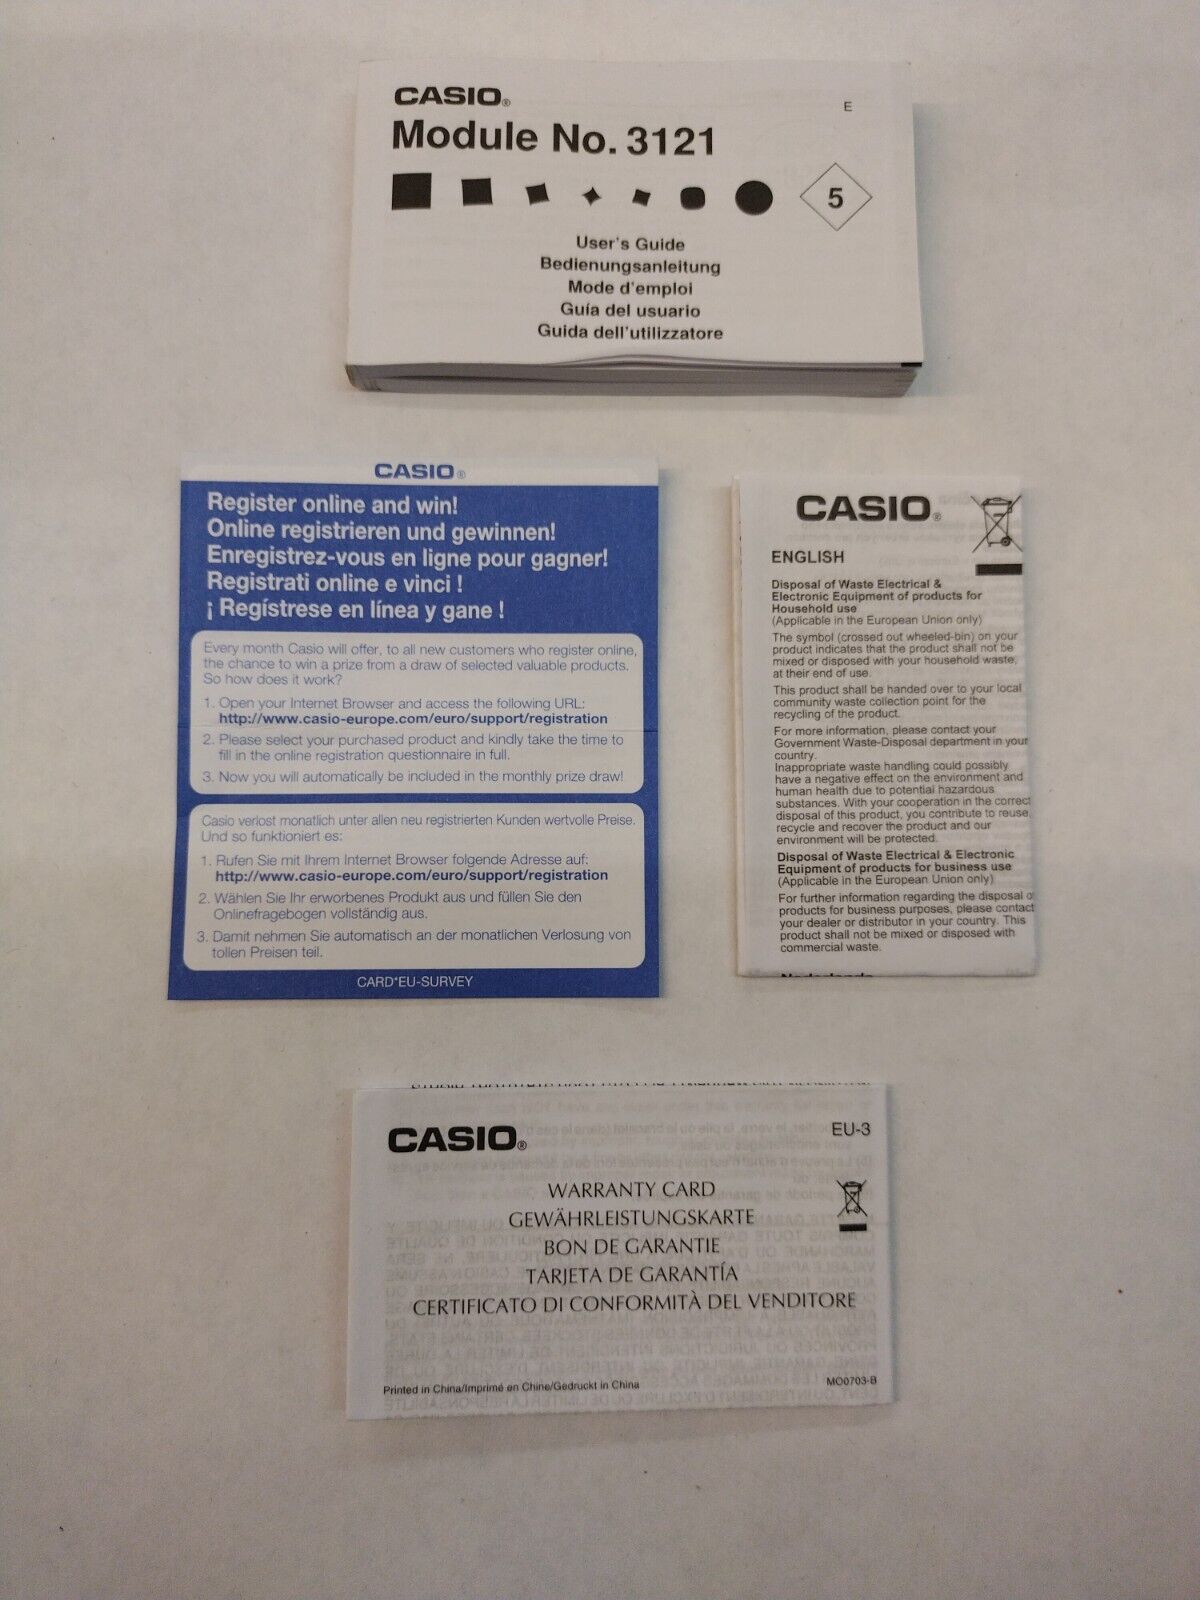 CASIO®
E
Module No. 3121
5
User's Guide
Bedienungsanleitung
Mode d'emploi
Guía del usuario
Guida dell'utilizzatore
CASIO®
Register online and win!
Online registrieren und gewinnen!
Enregistrez-vous en ligne pour gagner!
Registrati online e vinci !
¡ Regístrese en línea y gane !
Every month Casio will offer, to all new customers who register online,
the chance to win a prize from a draw of selected valuable products.
So how does it work?
1. Open your Internet Browser and access the following URL:
http://www.casio-europe.com/euro/support/registration
2. Please select your purchased product and kindly take the time to
fill in the online registration questionnaire in full.
3. Now you will automatically be included in the monthly prize draw!
Casio verlost monatlich unter allen neu registrierten Kunden wertvolle Preise.
Und so funktioniert es:
1. Rufen Sie mit Ihrem Internet Browser folgende Adresse auf:
http://www.casio-europe.com/euro/support/registration
2. Wählen Sie Ihr erworbenes Produkt aus und füllen Sie den
Onlinefragebogen vollständig aus.
3. Damit nehmen Sie automatisch an der monatlichen Verlosung von
tollen Preisen teil.
CARD*EU-SURVEY
CASIO®
ENGLISH
Disposal of Waste Electrical &
Electronic Equipment of products for
Household use
(Applicable in the European Union only)
The symbol (crossed out wheeled-bin) on your
product indicates that the product shall not be
mixed or disposed with your household waste,
at their end of use.
This product shall be handed over to your local
community waste collection point for the
recycling of the product.
For more information, please contact your
Government Waste-Disposal department in your
country.
Inappropriate waste handling could possibly
have a negative effect on the environment and
human health due to potential hazardous
substances. With your cooperation in the correct
disposal of this product, you contribute to reuse,
recycle and recover the product and our
environment will be protected.
Disposal of Waste Electrical & Electronic
Equipment of products for business use
(Applicable in the European Union only)
For further information regarding the disposal of
products for business purposes, please contact
your dealer or distributor in your country. This
product shall not be mixed or disposed with
commercial waste.
Nederlands
CASIO®
EU-3
WARRANTY CARD
GEWÄHRLEISTUNGSKARTE
BON DE GARANTIE
TARJETA DE GARANTÍA
CERTIFICATO DI CONFORMITÀ DEL VENDITORE
Printed in China/Imprimé en Chine/Gedruckt in China
MO0703-B